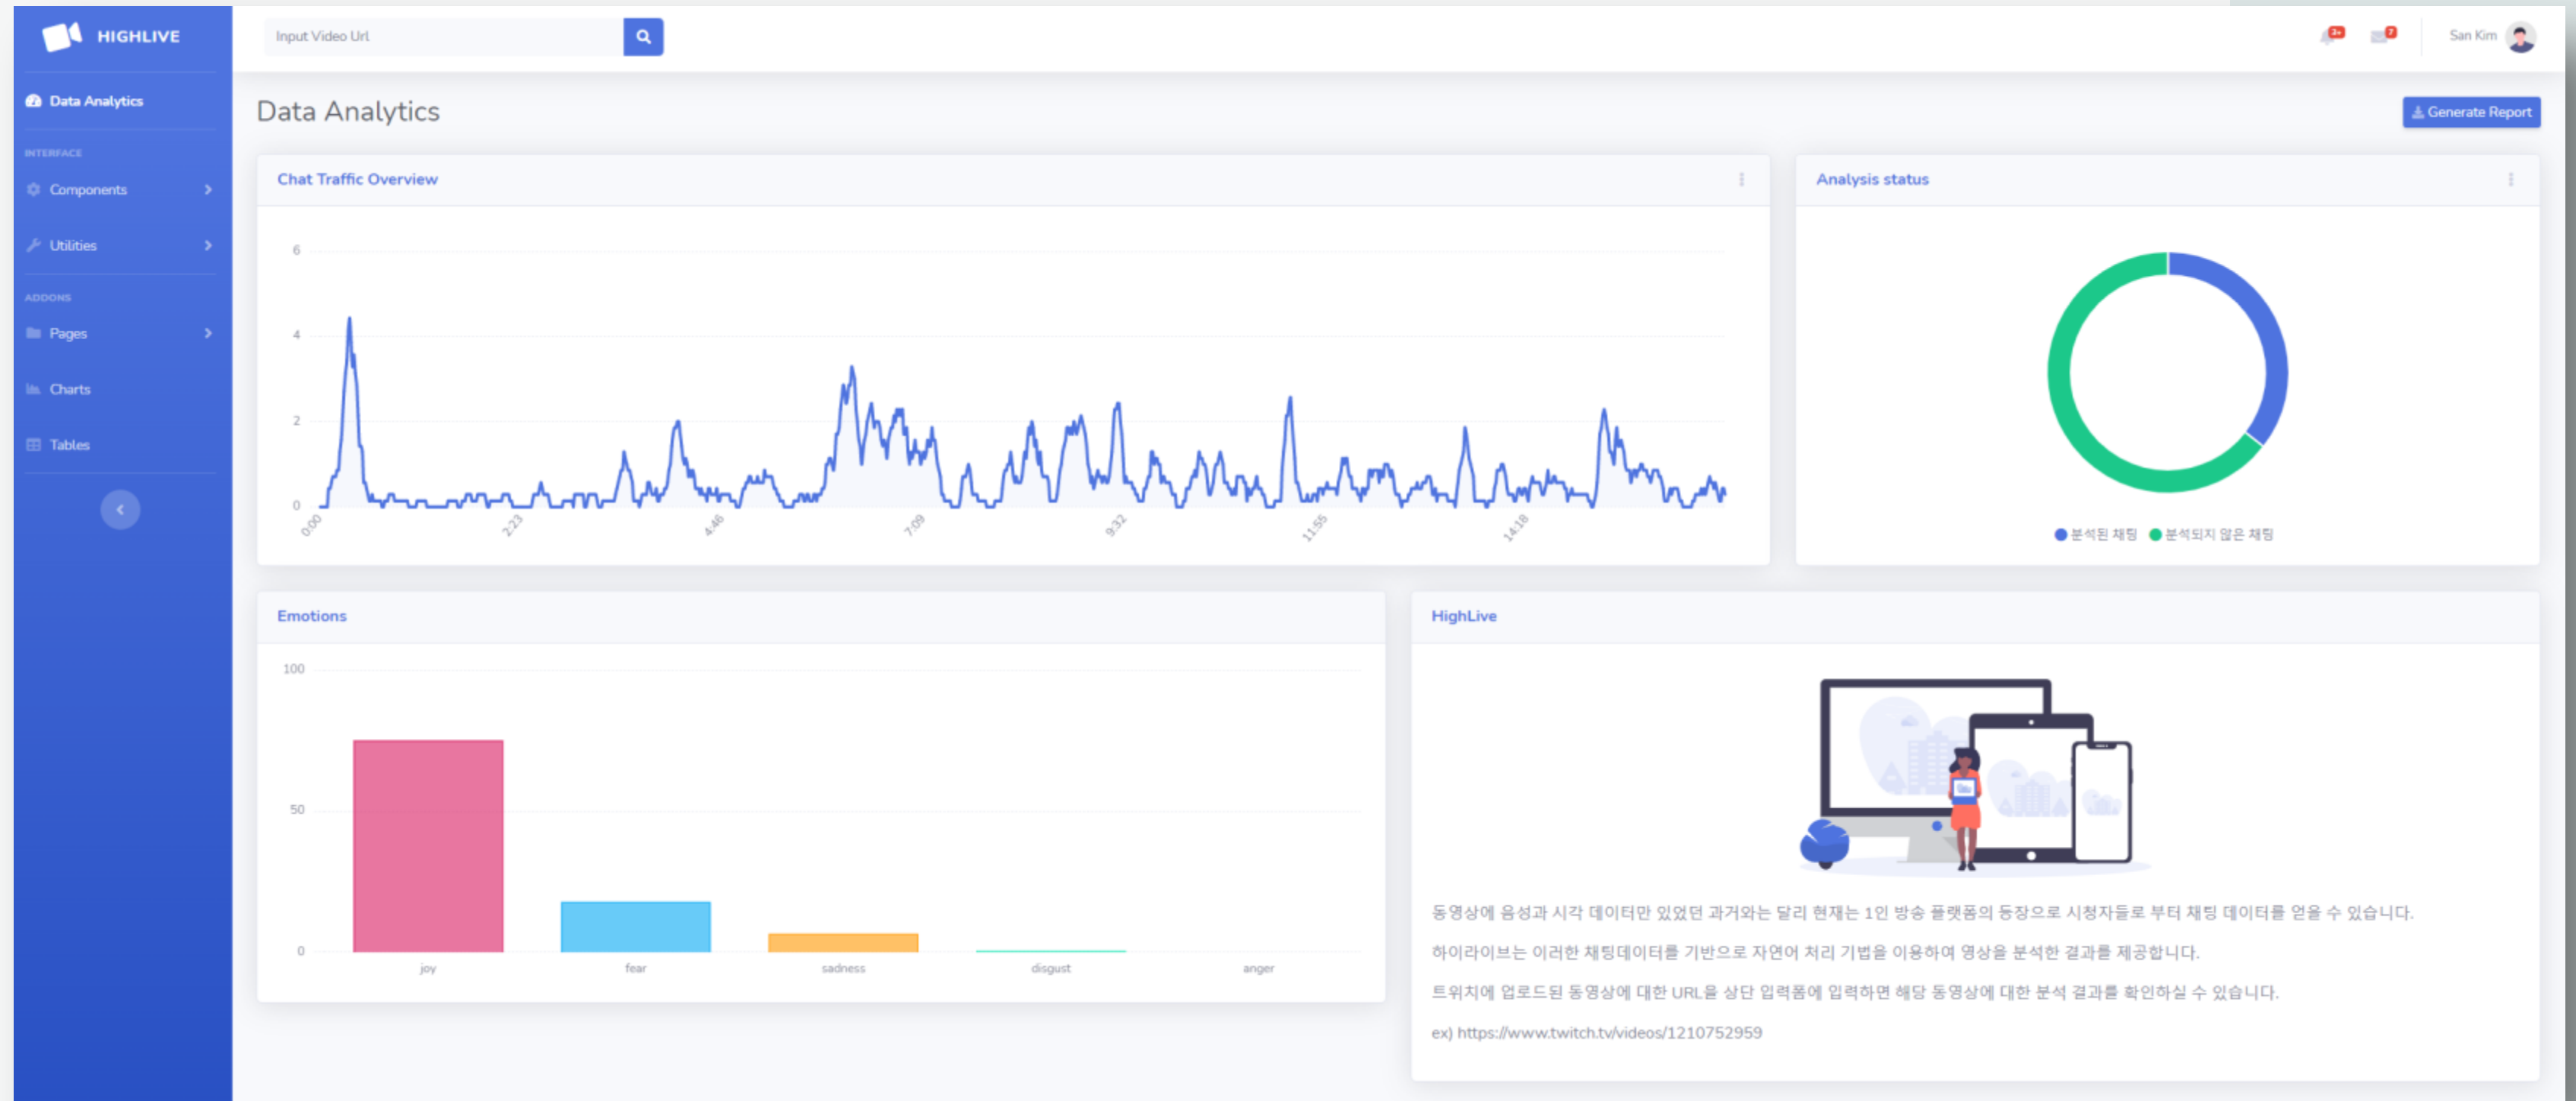 HIGHLIVE
Input Video Url
3+
7
San Kim
Data Analytics
INTERFACE
Components
Utilities
ADDONS
Pages
Charts
Tables
Data Analytics
Generate Report
Chat Traffic Overview
6
4
2
0
0:00 2:23 4:46 7:09 9:32 11:55 14:18
Analysis status
분석된 채팅 분석되지 않은 채팅
Emotions
100
50
0
joy fear sadness disgust anger
HighLive
동영상에 음성과 시각 데이터만 있었던 과거와는 달리 현재는 1인 방송 플랫폼의 등장으로 시청자들로 부터 채팅 데이터를 얻을 수 있습니다.
하이라이브는 이러한 채팅데이터를 기반으로 자연어 처리 기법을 이용하여 영상을 분석한 결과를 제공합니다.
트위치에 업로드된 동영상에 대한 URL을 상단 입력폼에 입력하면 해당 동영상에 대한 분석 결과를 확인하실 수 있습니다.
ex) https://www.twitch.tv/videos/1210752959